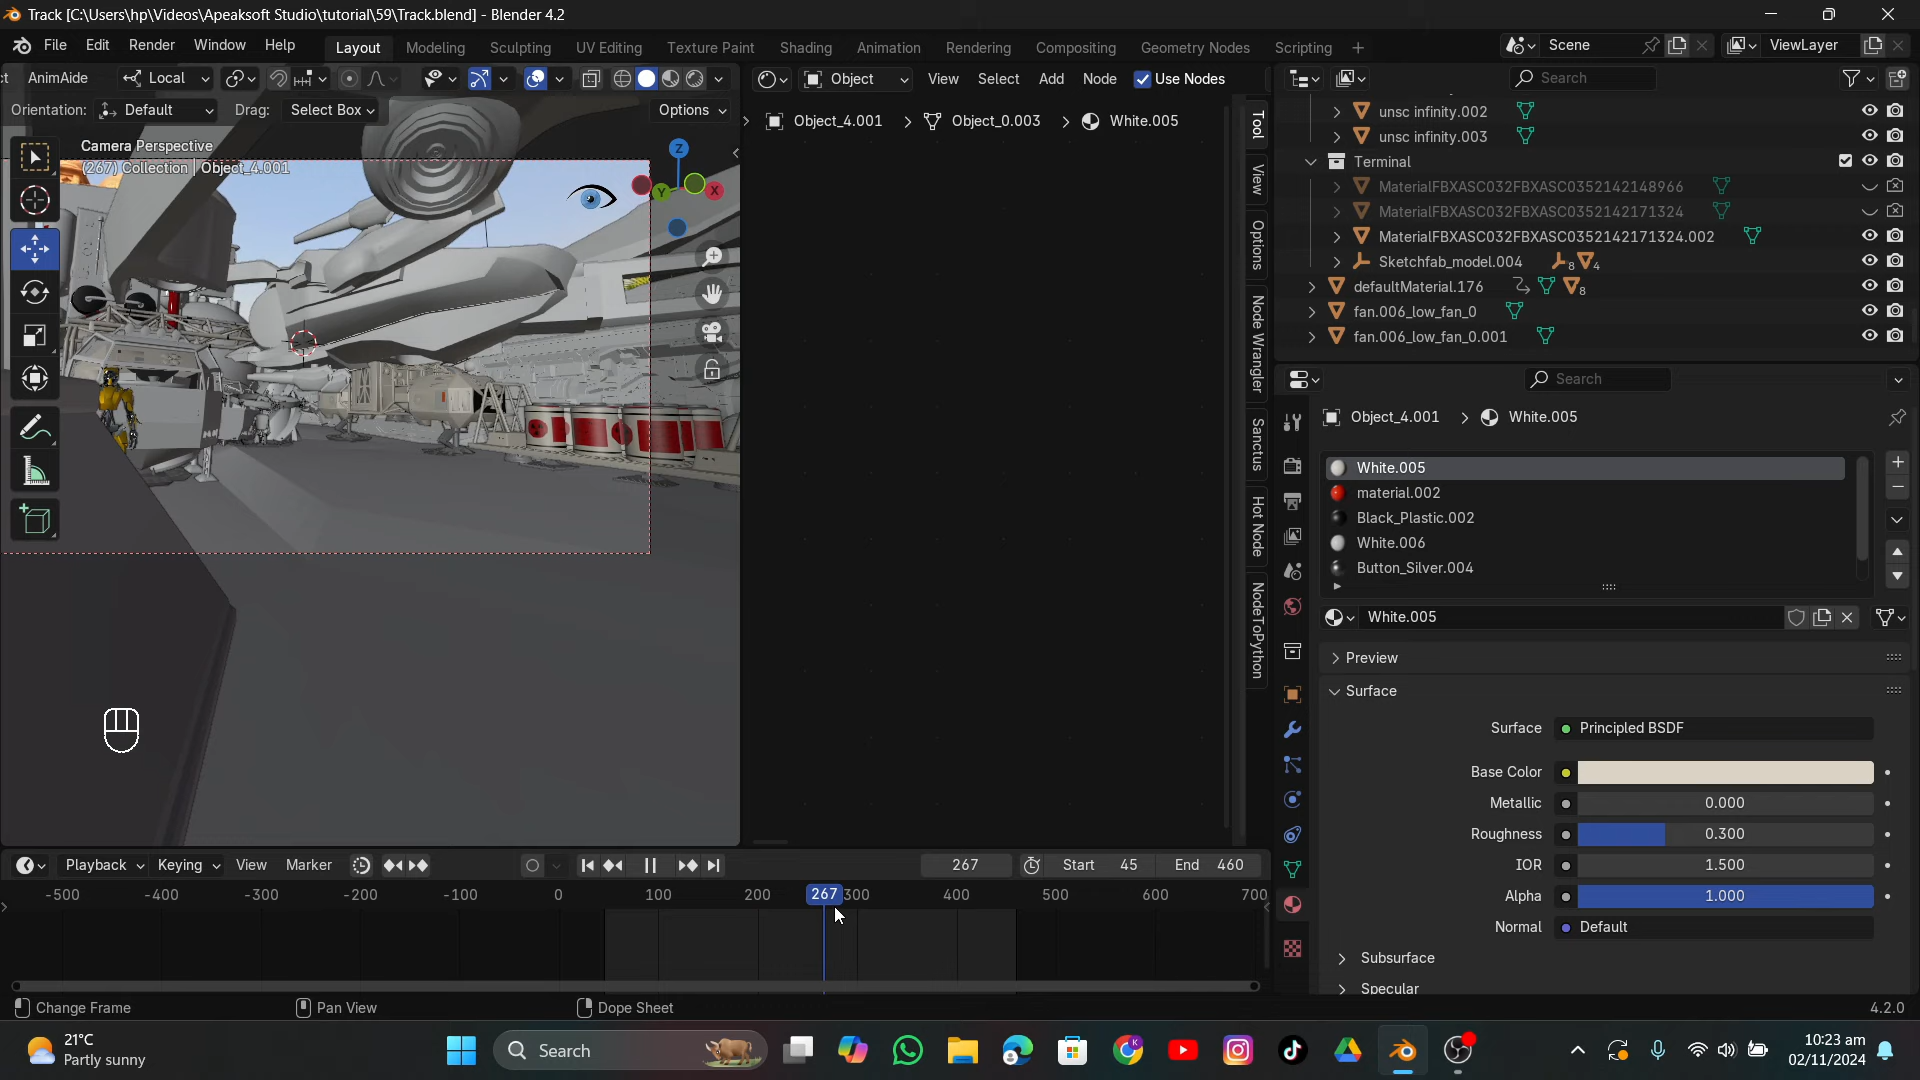 Track [C:\Users\hp\Videos\Apeaksoft Studio\tutorial\59\Track.blend] - Blender 4.2
File Edit Render Window Help
Layout Modeling Sculpting UV Editing Texture Paint Shading Animation Rendering Compositing Geometry Nodes Scripting
Scene
ViewLayer
ct AnimAide Local
Object View Select Add Node Use Nodes
Search
Orientation: Default Drag: Select Box Options
Object_4.001 Object_0.003 White.005
Camera Perspective
(267) Collection | Object_4.001
Z
X
Y
Tool
View
Options
Node Wrangler
Sanctus
Hot Node
NodeToPython
unsc infinity.002
unsc infinity.003
Terminal
MaterialFBXASC032FBXASC0352142148966
MaterialFBXASC032FBXASC0352142171324
MaterialFBXASC032FBXASC0352142171324.002
Sketchfab_model.004 8 4
defaultMaterial.176 8
fan.006_low_fan_0
fan.006_low_fan_0.001
Search
Object_4.001 White.005
White.005
material.002
Black_Plastic.002
White.006
Button_Silver.004
White.005
Preview
Surface
Surface Principled BSDF
Base Color
Metallic 0.000
Roughness 0.300
IOR 1.500
Alpha 1.000
Normal Default
Subsurface
Specular
Playback Keying View Marker
267 Start 45 End 460
-500 -400 -300 -200 -100 0 100 200 267 300 400 500 600 700
Change Frame Pan View Dope Sheet
4.2.0
21°C
Partly sunny
Search
10:23 am
02/11/2024